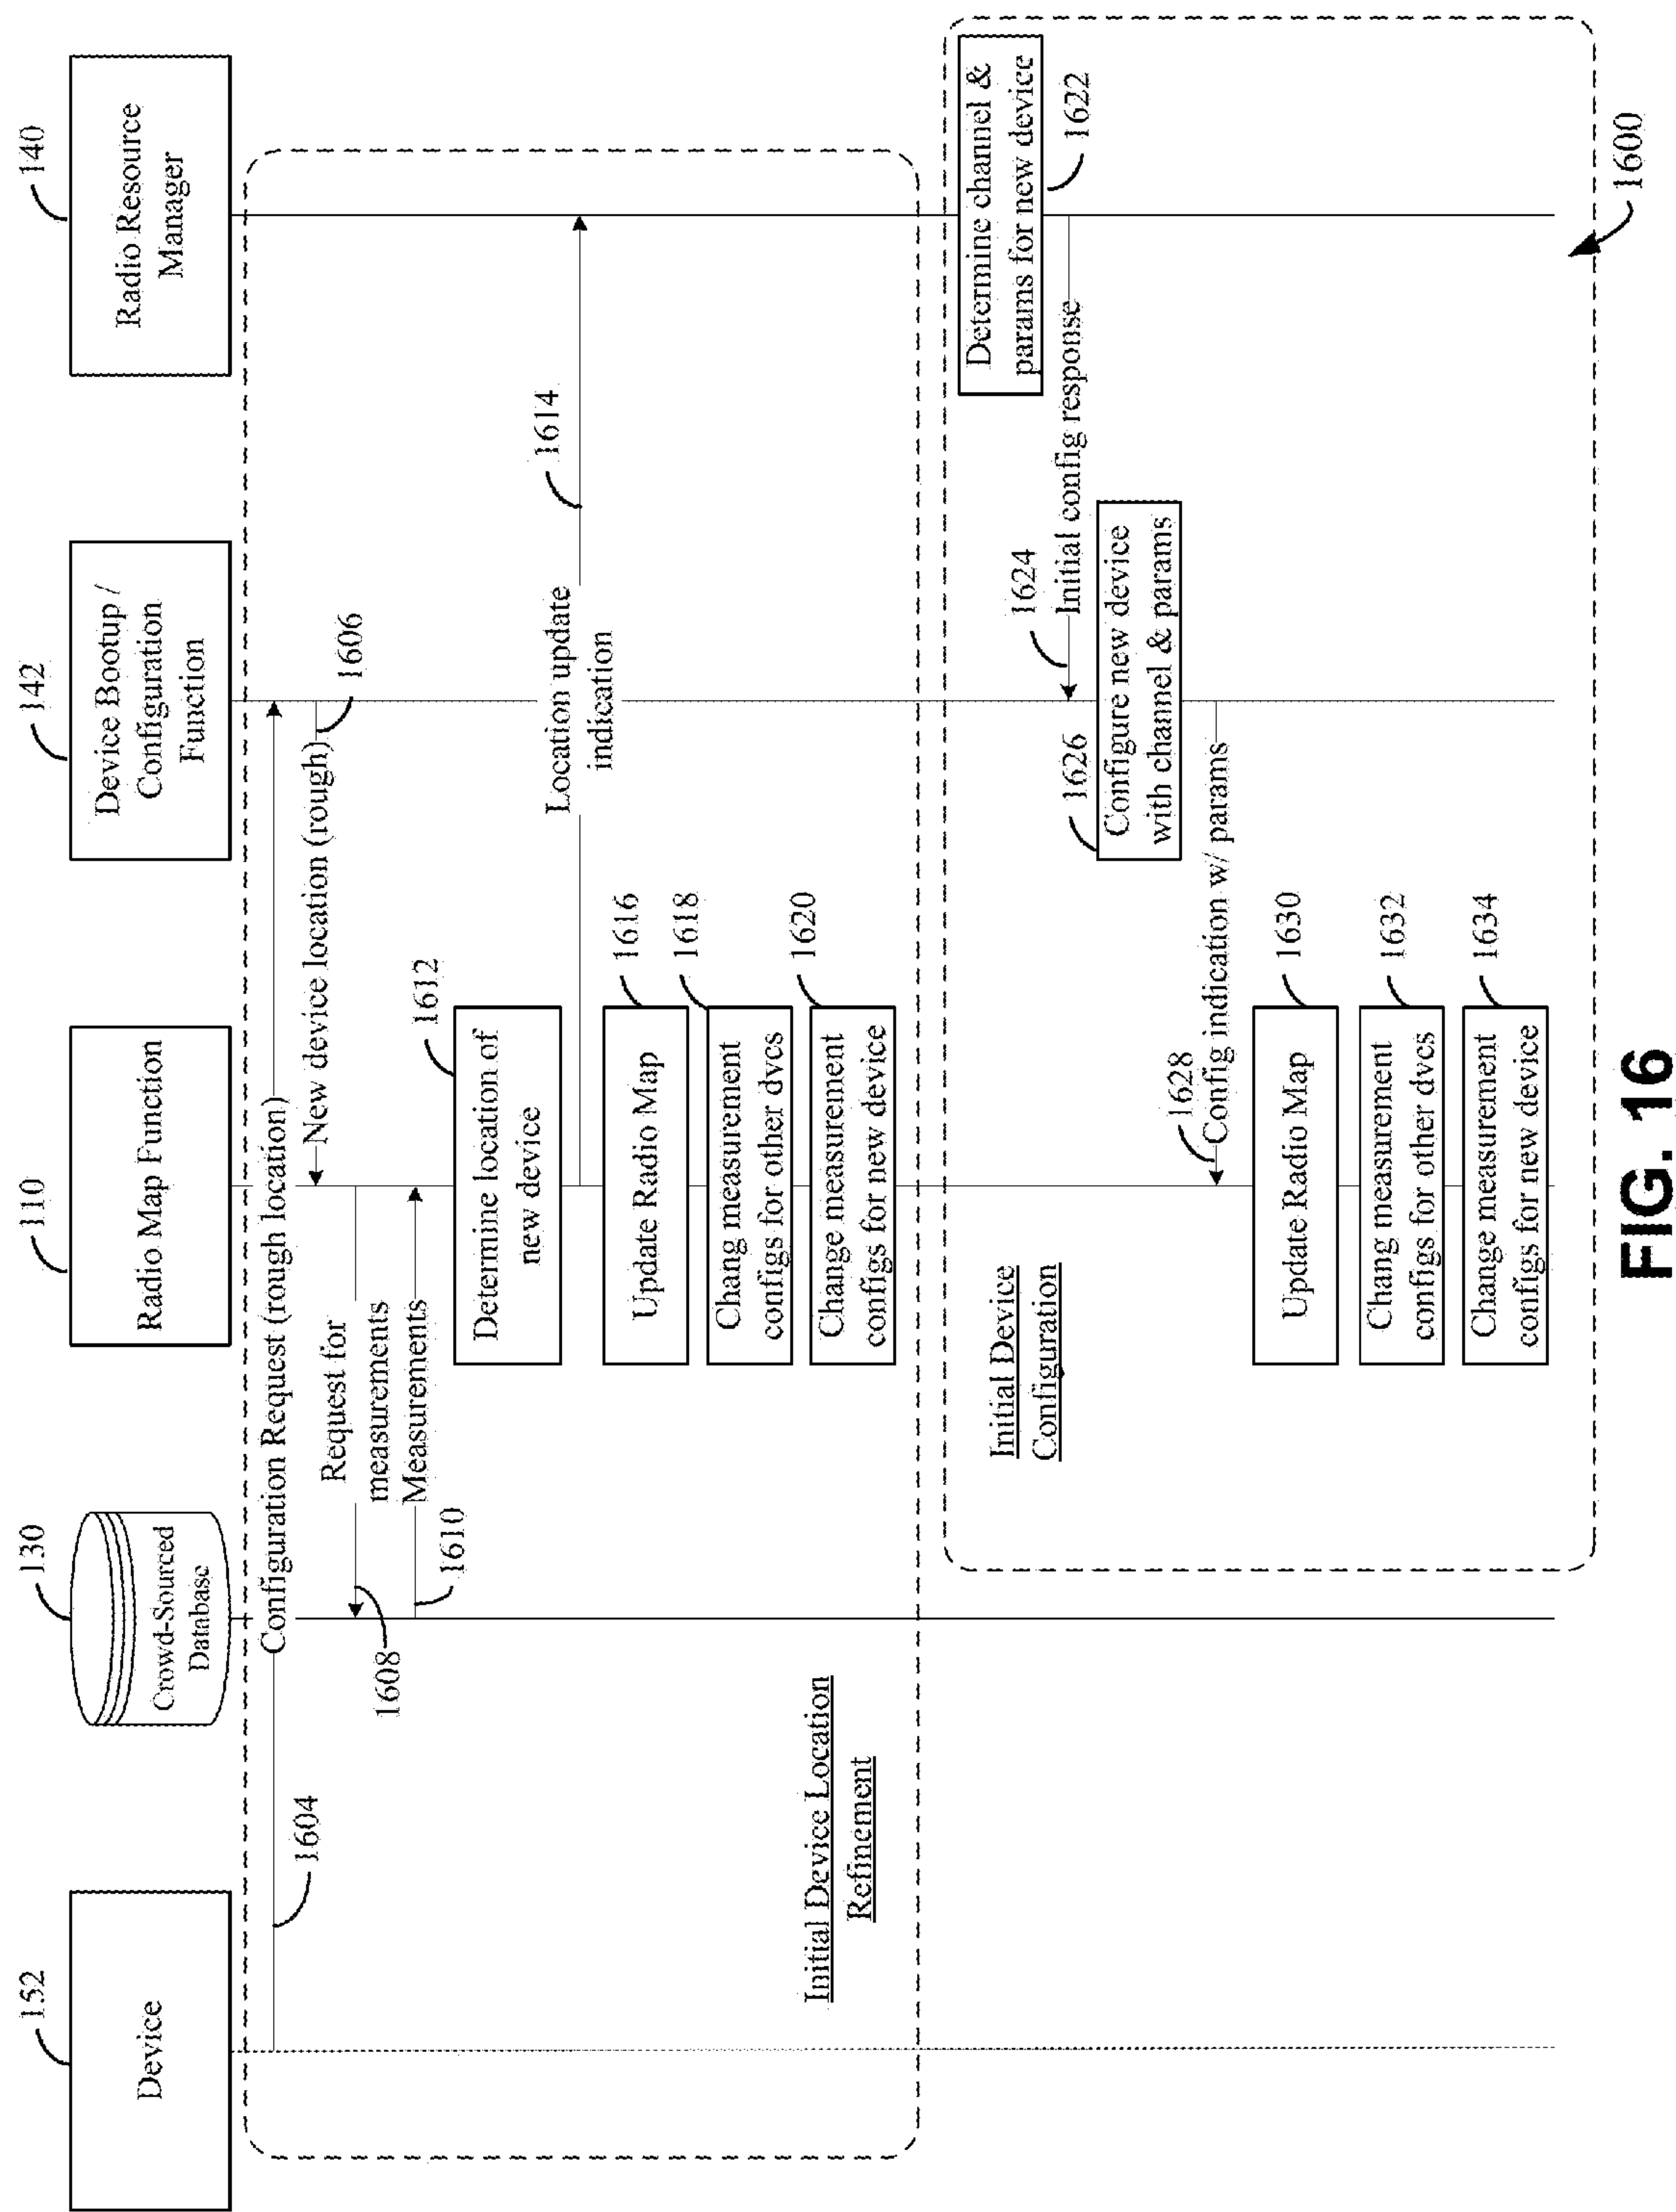 152
130
110
142
140
Device
Crowd-Sourced
Database
Radio Map Function
Device Bootup /
Configuration
Function
Radio Resource
Manager
1604
Configuration Request (rough location)
New device location (rough)
1606
Request for
measurements
1608
Measurements
1610
Determine location of
new device
1612
Location update
indication
1614
Update Radio Map
1616
Chang measurement
configs for other dvcs
1618
Change measurement
configs for new device
1620
Initial Device Location
Refinement
Initial Device
Configuration
Determine channel &
params for new device
1622
1624
Initial config response
1626
Configure new device
with channel & params
1628
Config indication w/ params
Update Radio Map
1630
Chang measurement
configs for other dvcs
1632
Change measurement
configs for new device
1634
1600
FIG. 16